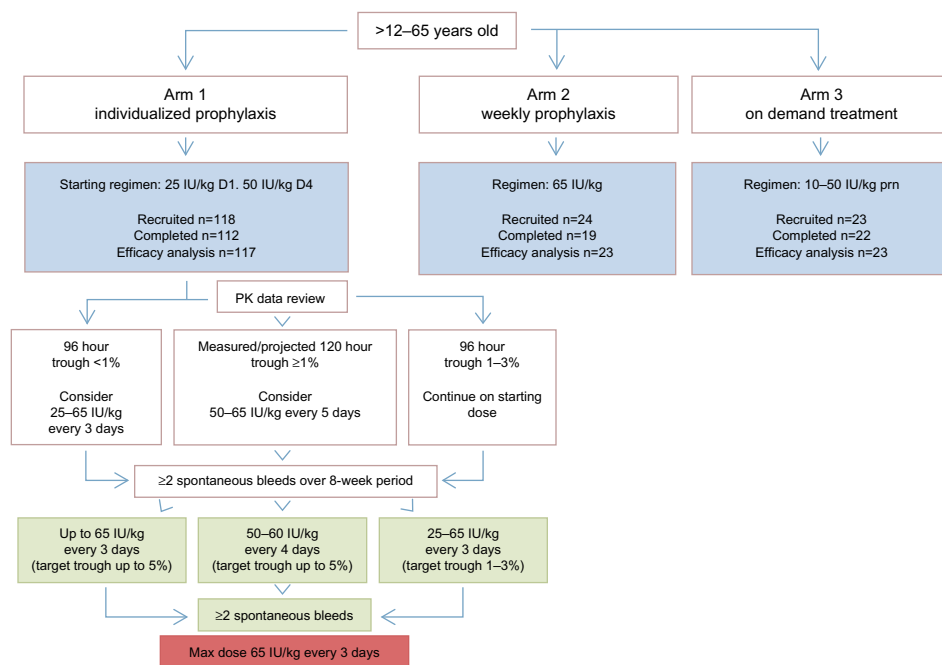 >12–65 years old
Arm 1
individualized prophylaxis
Arm 2
weekly prophylaxis
Arm 3
on demand treatment
Starting regimen: 25 IU/kg D1. 50 IU/kg D4
Recruited n=118
Completed n=112
Efficacy analysis n=117
Regimen: 65 IU/kg
Recruited n=24
Completed n=19
Efficacy analysis n=23
Regimen: 10–50 IU/kg prn
Recruited n=23
Completed n=22
Efficacy analysis n=23
PK data review
96 hour
trough <1%
Consider
25–65 IU/kg
every 3 days
Measured/projected 120 hour
trough ≥1%
Consider
50–65 IU/kg every 5 days
96 hour
trough 1–3%
Continue on starting
dose
≥2 spontaneous bleeds over 8-week period
Up to 65 IU/kg
every 3 days
(target trough up to 5%)
50–60 IU/kg
every 4 days
(target trough up to 5%)
25–65 IU/kg
every 3 days
(target trough 1–3%)
≥2 spontaneous bleeds
Max dose 65 IU/kg every 3 days